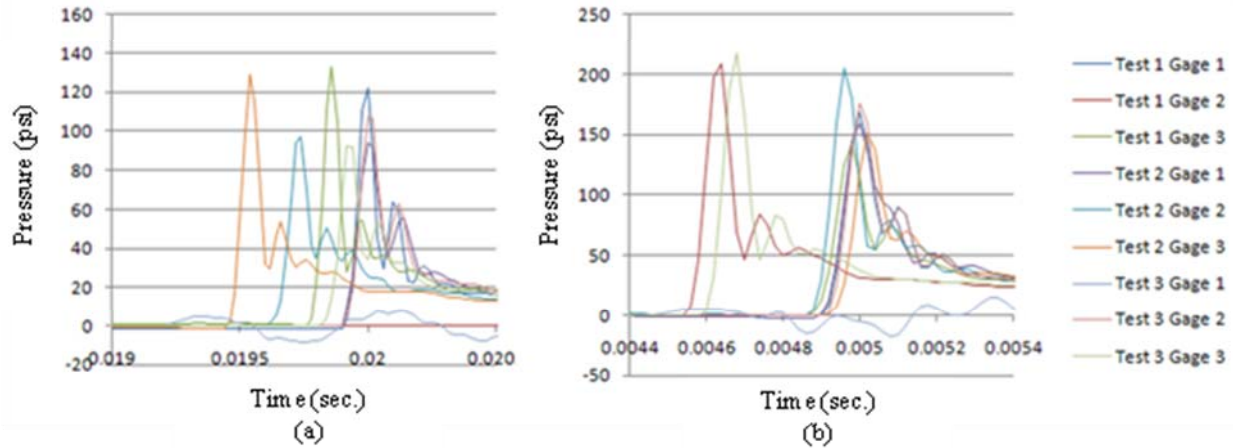 160
140
120
100
80
60
40
20
0
-20
Pressure (psi)
0.019
0.0195
0.02
0.020
Time (sec.)
(a)
250
200
150
100
50
0
-50
Pressure (psi)
0.0044
0.0046
0.0048
0.005
0.0052
0.0054
Time (sec.)
(b)
Test 1 Gage 1
Test 1 Gage 2
Test 1 Gage 3
Test 2 Gage 1
Test 2 Gage 2
Test 2 Gage 3
Test 3 Gage 1
Test 3 Gage 2
Test 3 Gage 3